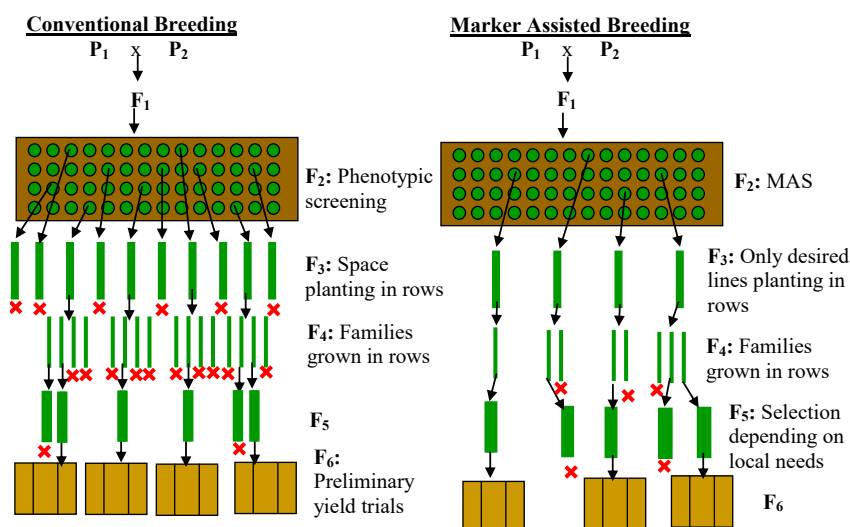 Conventional Breeding
P1 x P2
F1
F2: Phenotypic
screening
F3: Space
planting in rows
F4: Families
grown in rows
F5
F6:
Preliminary
yield trials
Marker Assisted Breeding
P1 x P2
F1
F2: MAS
F3: Only desired
lines planting in
rows
F4: Families
grown in rows
F5: Selection
depending on
local needs
F6